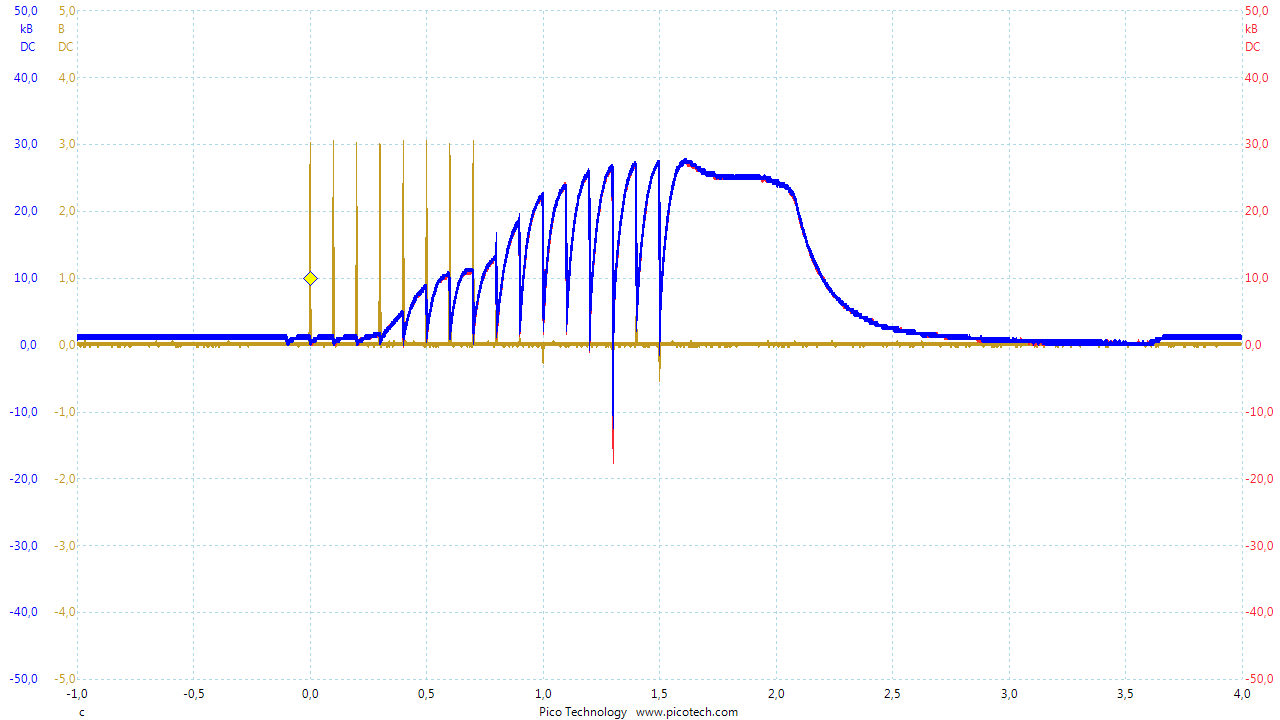 50,0 5,0 50,0
kB B kB
DC DC DC
40,0 4,0 40,0
30,0 3,0 30,0
20,0 2,0 20,0
10,0 1,0 10,0
0,0 0,0 0,0
-10,0 -1,0 -10,0
-20,0 -2,0 -20,0
-30,0 -3,0 -30,0
-40,0 -4,0 -40,0
-50,0 -5,0 -50,0
-1,0 -0,5 0,0 0,5 1,0 1,5 2,0 2,5 3,0 3,5 4,0
c Pico Technology www.picotech.com